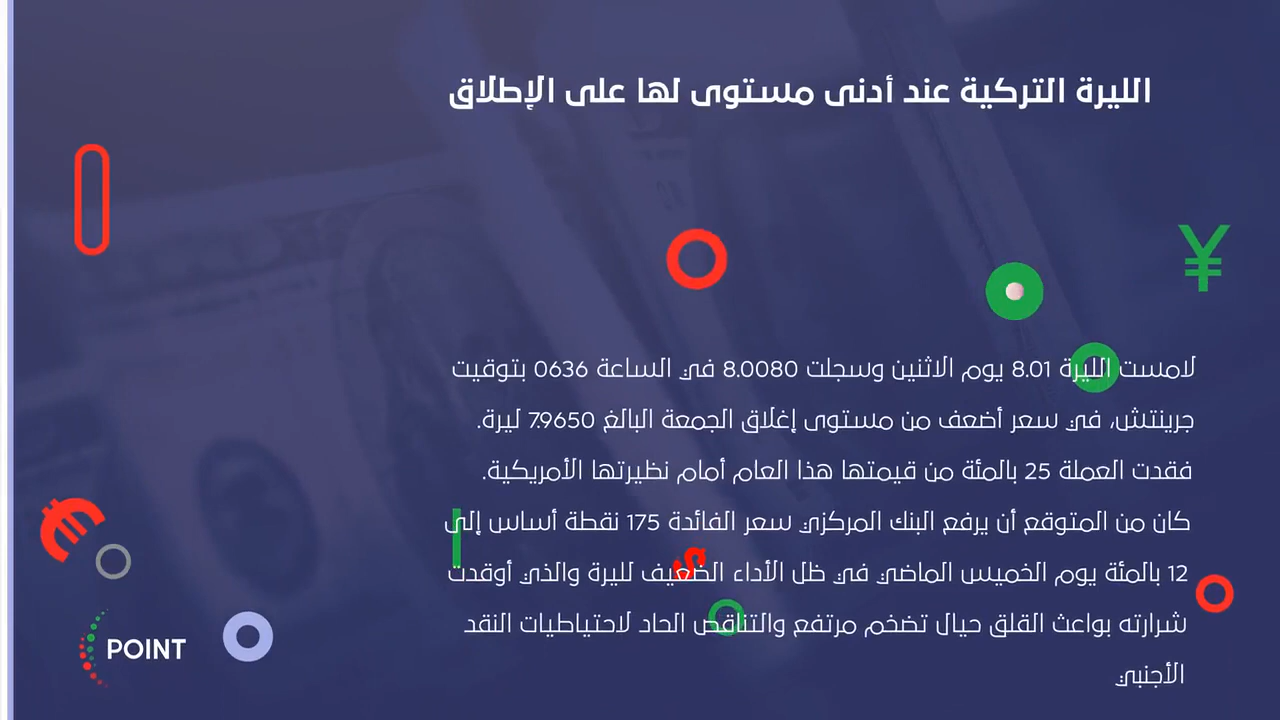 الليرة التركية عند أدنى مستوى لها على الإطلاق
لامست الليرة 8.01 يوم الاثنين وسجلت 8.0080 في الساعة 0636 بتوقيت
جرينتش، في سعر أضعف من مستوى إغلاق الجمعة البالغ 7.9650 ليرة.
فقدت العملة 25 بالمئة من قيمتها هذا العام أمام نظيرتها الأمريكية.
كان من المتوقع أن يرفع البنك المركزي سعر الفائدة 175 نقطة أساس إلى
12 بالمئة يوم الخميس الماضي في ظل الأداء الضعيف لليرة والذي أوقدت
شرارته بواعث القلق حيال تضخم مرتفع والتناقص الحاد لاحتياطيات النقد
الأجنبي
POINT